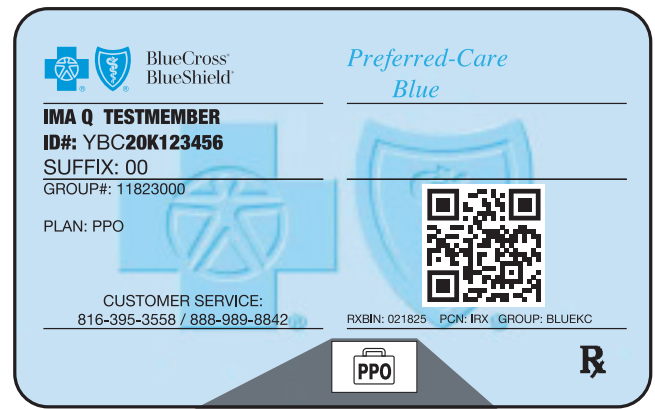 BlueCross®
BlueShield®
Preferred-Care
Blue
IMA Q TESTMEMBER
ID#: YBC20K123456
SUFFIX: 00
GROUP#: 11823000
PLAN: PPO
CUSTOMER SERVICE:
816-395-3558 / 888-989-8842
RXBIN: 021825 PCN: IRX GROUP: BLUEKC
PPO
Rx